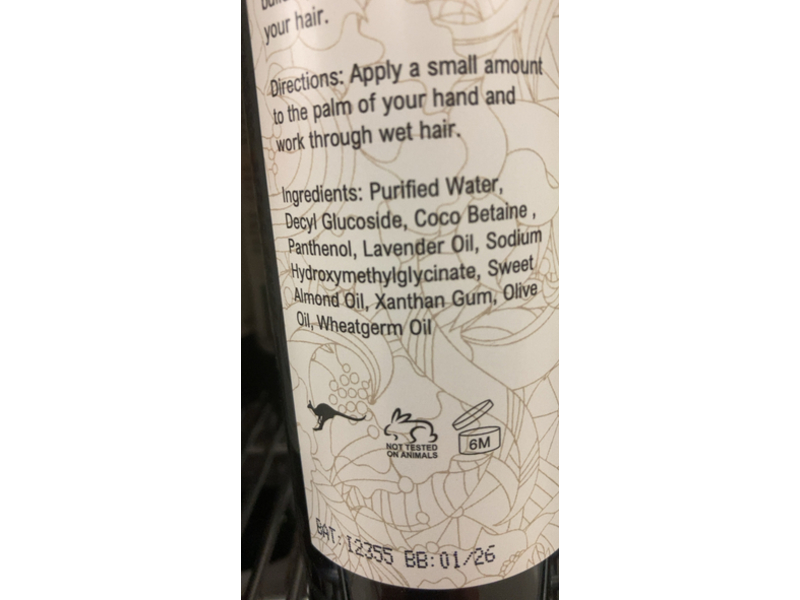 your hair.
Directions: Apply a small amount
to the palm of your hand and
work through wet hair.
Ingredients: Purified Water,
Decyl Glucoside, Coco Betaine ,
Panthenol, Lavender Oil, Sodium
Hydroxymethylglycinate, Sweet
Almond Oil, Xanthan Gum, Olive
Oil, Wheatgerm Oil
NOT TESTED
ON ANIMALS
6M
BAT: I2355 BB:01/26